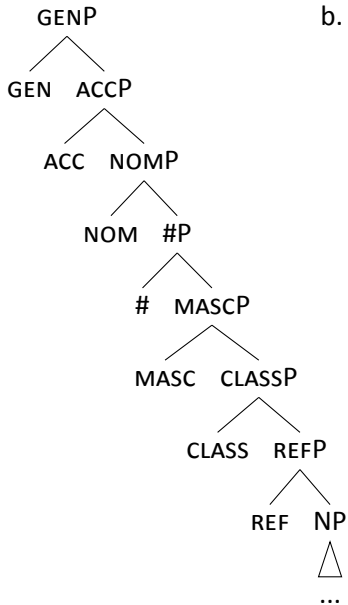 GENP b.
GEN ACCP
ACC NOMP
NOM #P
# MASCP
MASC CLASSP
CLASS REFP
REF NP
...